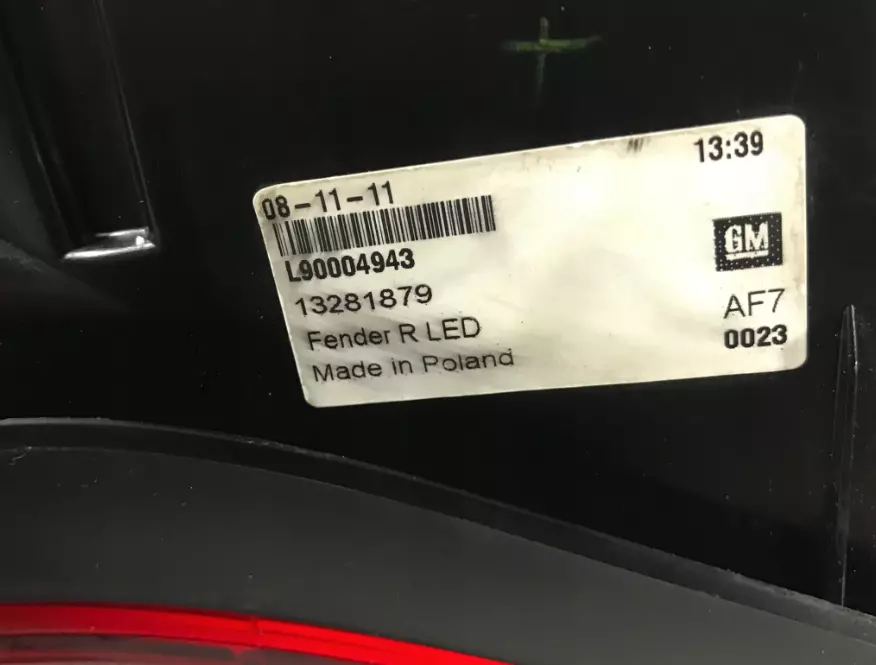 08-11-11
13:39
L90004943
GM
13281879
AF7
Fender R LED
0023
Made in Poland